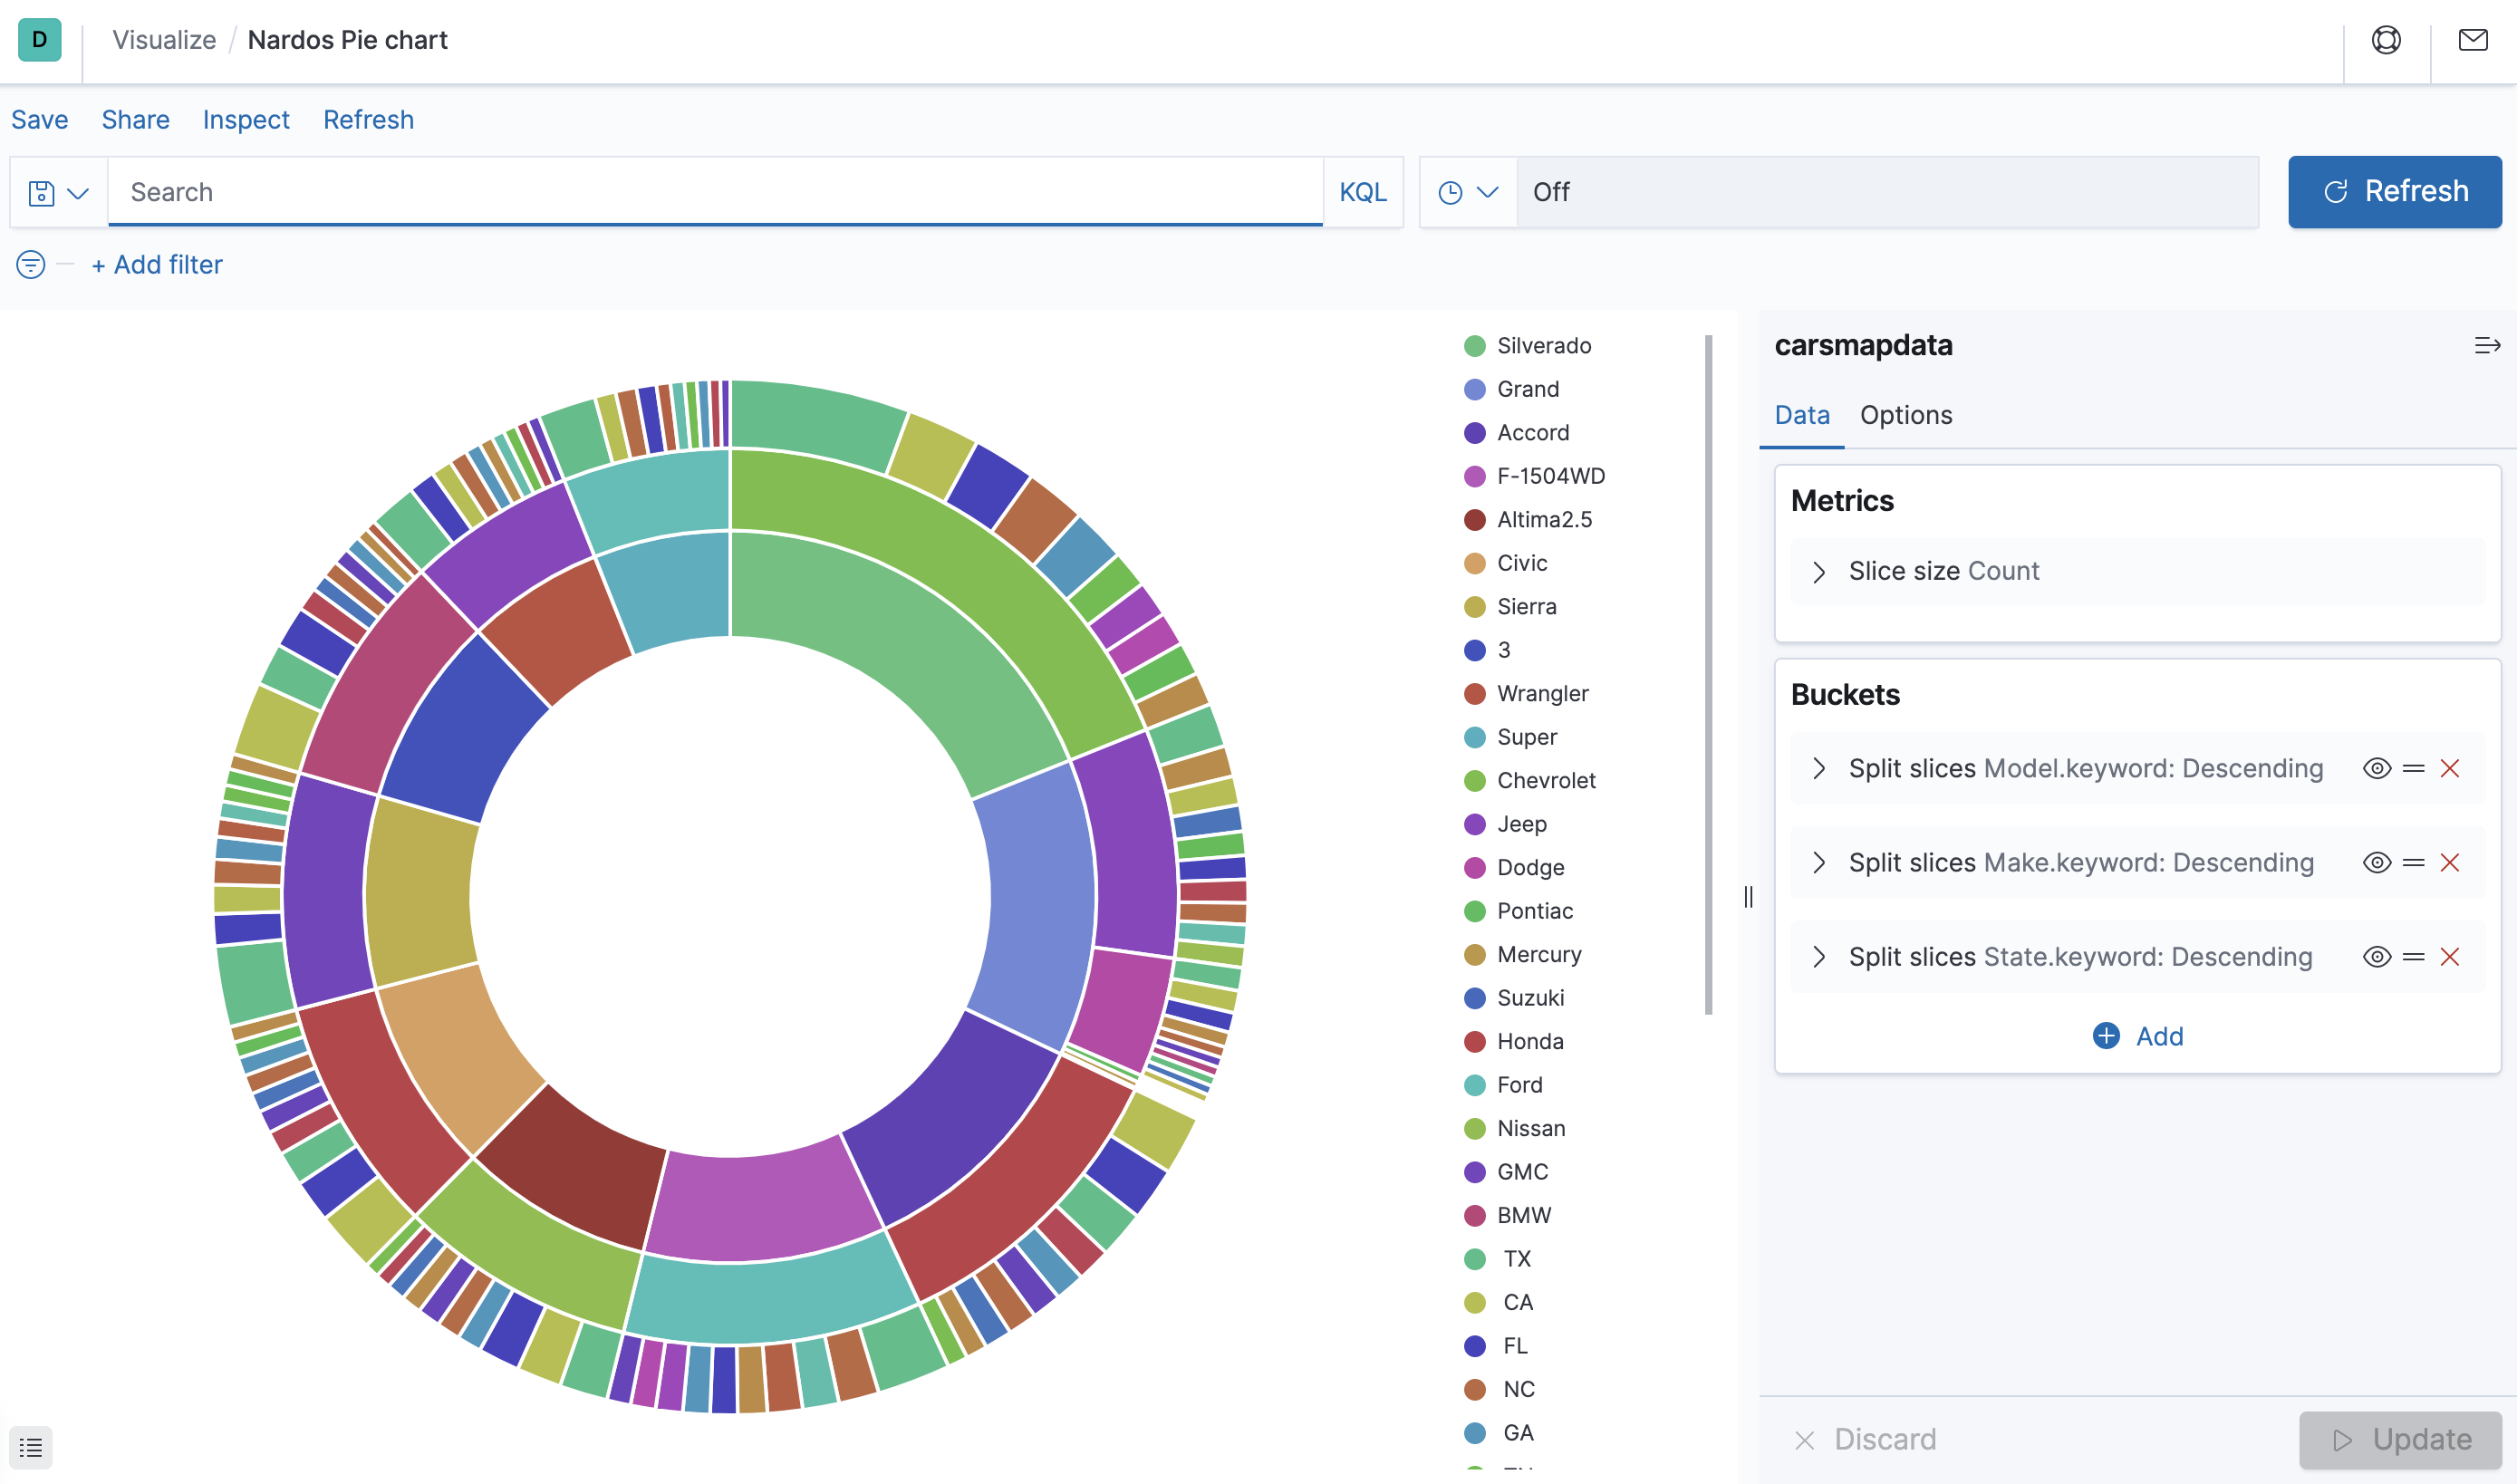 D
Visualize / Nardos Pie chart
Save Share Inspect Refresh
Search KQL Off Refresh
+ Add filter
Silverado
Grand
Accord
F-1504WD
Altima2.5
Civic
Sierra
3
Wrangler
Super
Chevrolet
Jeep
Dodge
Pontiac
Mercury
Suzuki
Honda
Ford
Nissan
GMC
BMW
TX
CA
FL
NC
GA
carsmapdata
Data Options
Metrics
Slice size Count
Buckets
Split slices Model.keyword: Descending
Split slices Make.keyword: Descending
Split slices State.keyword: Descending
Add
Discard Update